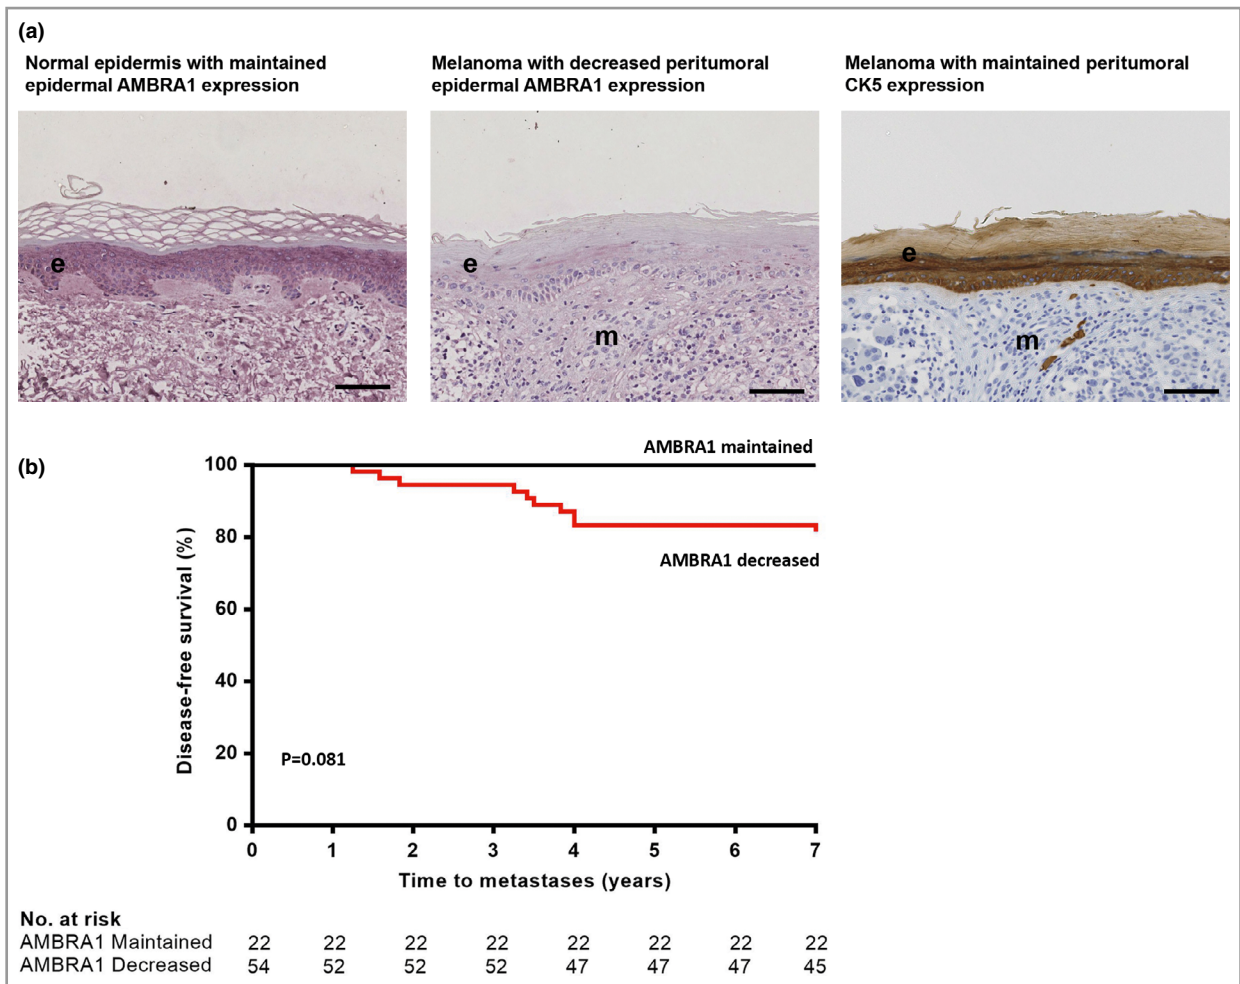 (a)
Normal epidermis with maintained
epidermal AMBRA1 expression
Melanoma with decreased peritumoral
epidermal AMBRA1 expression
Melanoma with maintained peritumoral
CK5 expression
e
e
m
e
m
(b)
AMBRA1 maintained
AMBRA1 decreased
Disease-free survival (%)
100
80
60
40
20
0
P=0.081
0 1 2 3 4 5 6 7
Time to metastases (years)
No. at risk
AMBRA1 Maintained 22 22 22 22 22 22 22 22
AMBRA1 Decreased 54 52 52 52 47 47 47 45